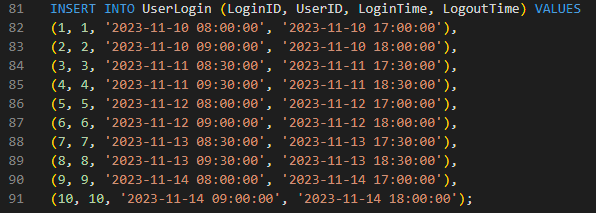 81 INSERT INTO UserLogin (LoginID, UserID, LoginTime, LogoutTime) VALUES
82 (1, 1, '2023-11-10 08:00:00', '2023-11-10 17:00:00'),
83 (2, 2, '2023-11-10 09:00:00', '2023-11-10 18:00:00'),
84 (3, 3, '2023-11-11 08:30:00', '2023-11-11 17:30:00'),
85 (4, 4, '2023-11-11 09:30:00', '2023-11-11 18:30:00'),
86 (5, 5, '2023-11-12 08:00:00', '2023-11-12 17:00:00'),
87 (6, 6, '2023-11-12 09:00:00', '2023-11-12 18:00:00'),
88 (7, 7, '2023-11-13 08:30:00', '2023-11-13 17:30:00'),
89 (8, 8, '2023-11-13 09:30:00', '2023-11-13 18:30:00'),
90 (9, 9, '2023-11-14 08:00:00', '2023-11-14 17:00:00'),
91 (10, 10, '2023-11-14 09:00:00', '2023-11-14 18:00:00');